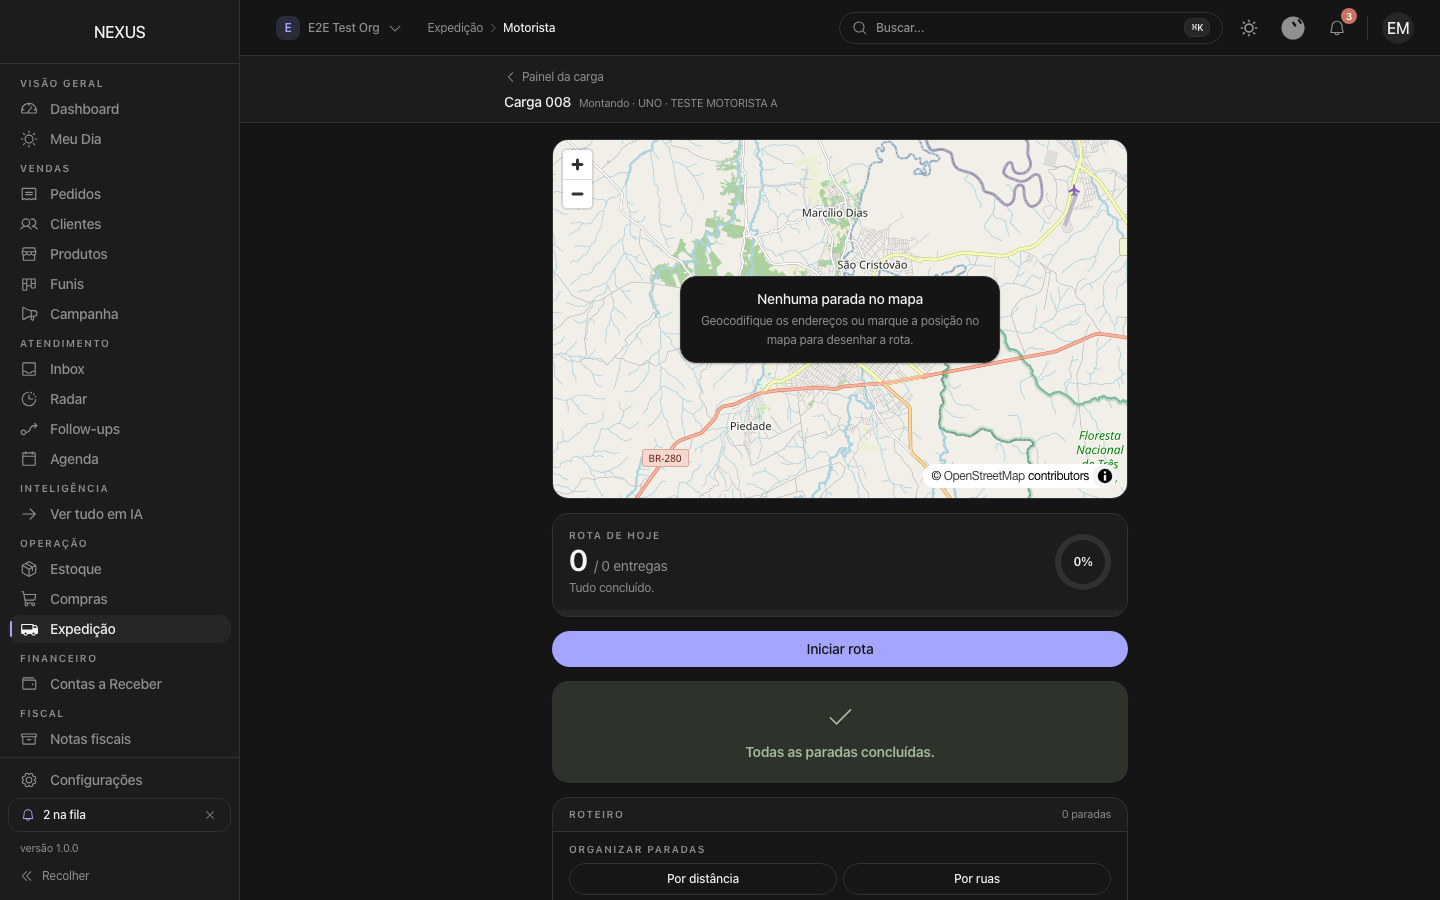 NEXUS
VISÃO GERAL
Dashboard
Meu Dia
VENDAS
Pedidos
Clientes
Produtos
Funis
Campanha
ATENDIMENTO
Inbox
Radar
Follow-ups
Agenda
INTELIGÊNCIA
Ver tudo em IA
OPERAÇÃO
Estoque
Compras
Expedição
FINANCEIRO
Contas a Receber
FISCAL
Notas fiscais
Configurações
2 na fila
versão 1.0.0
Recolher
E E2E Test Org
Expedição > Motorista
Buscar...
⌘K
3
EM
Painel da carga
Carga 008 Montando · UNO · TESTE MOTORISTA A
+
−
Marcílio Dias
São Cristóvão
Nenhuma parada no mapa
Geocodifique os endereços ou marque a posição no
mapa para desenhar a rota.
Piedade
BR-280
Floresta
Nacional
de Três
© OpenStreetMap contributors
ROTA DE HOJE
0 / 0 entregas
Tudo concluído.
0%
Iniciar rota
Todas as paradas concluídas.
ROTEIRO
0 paradas
ORGANIZAR PARADAS
Por distância
Por ruas